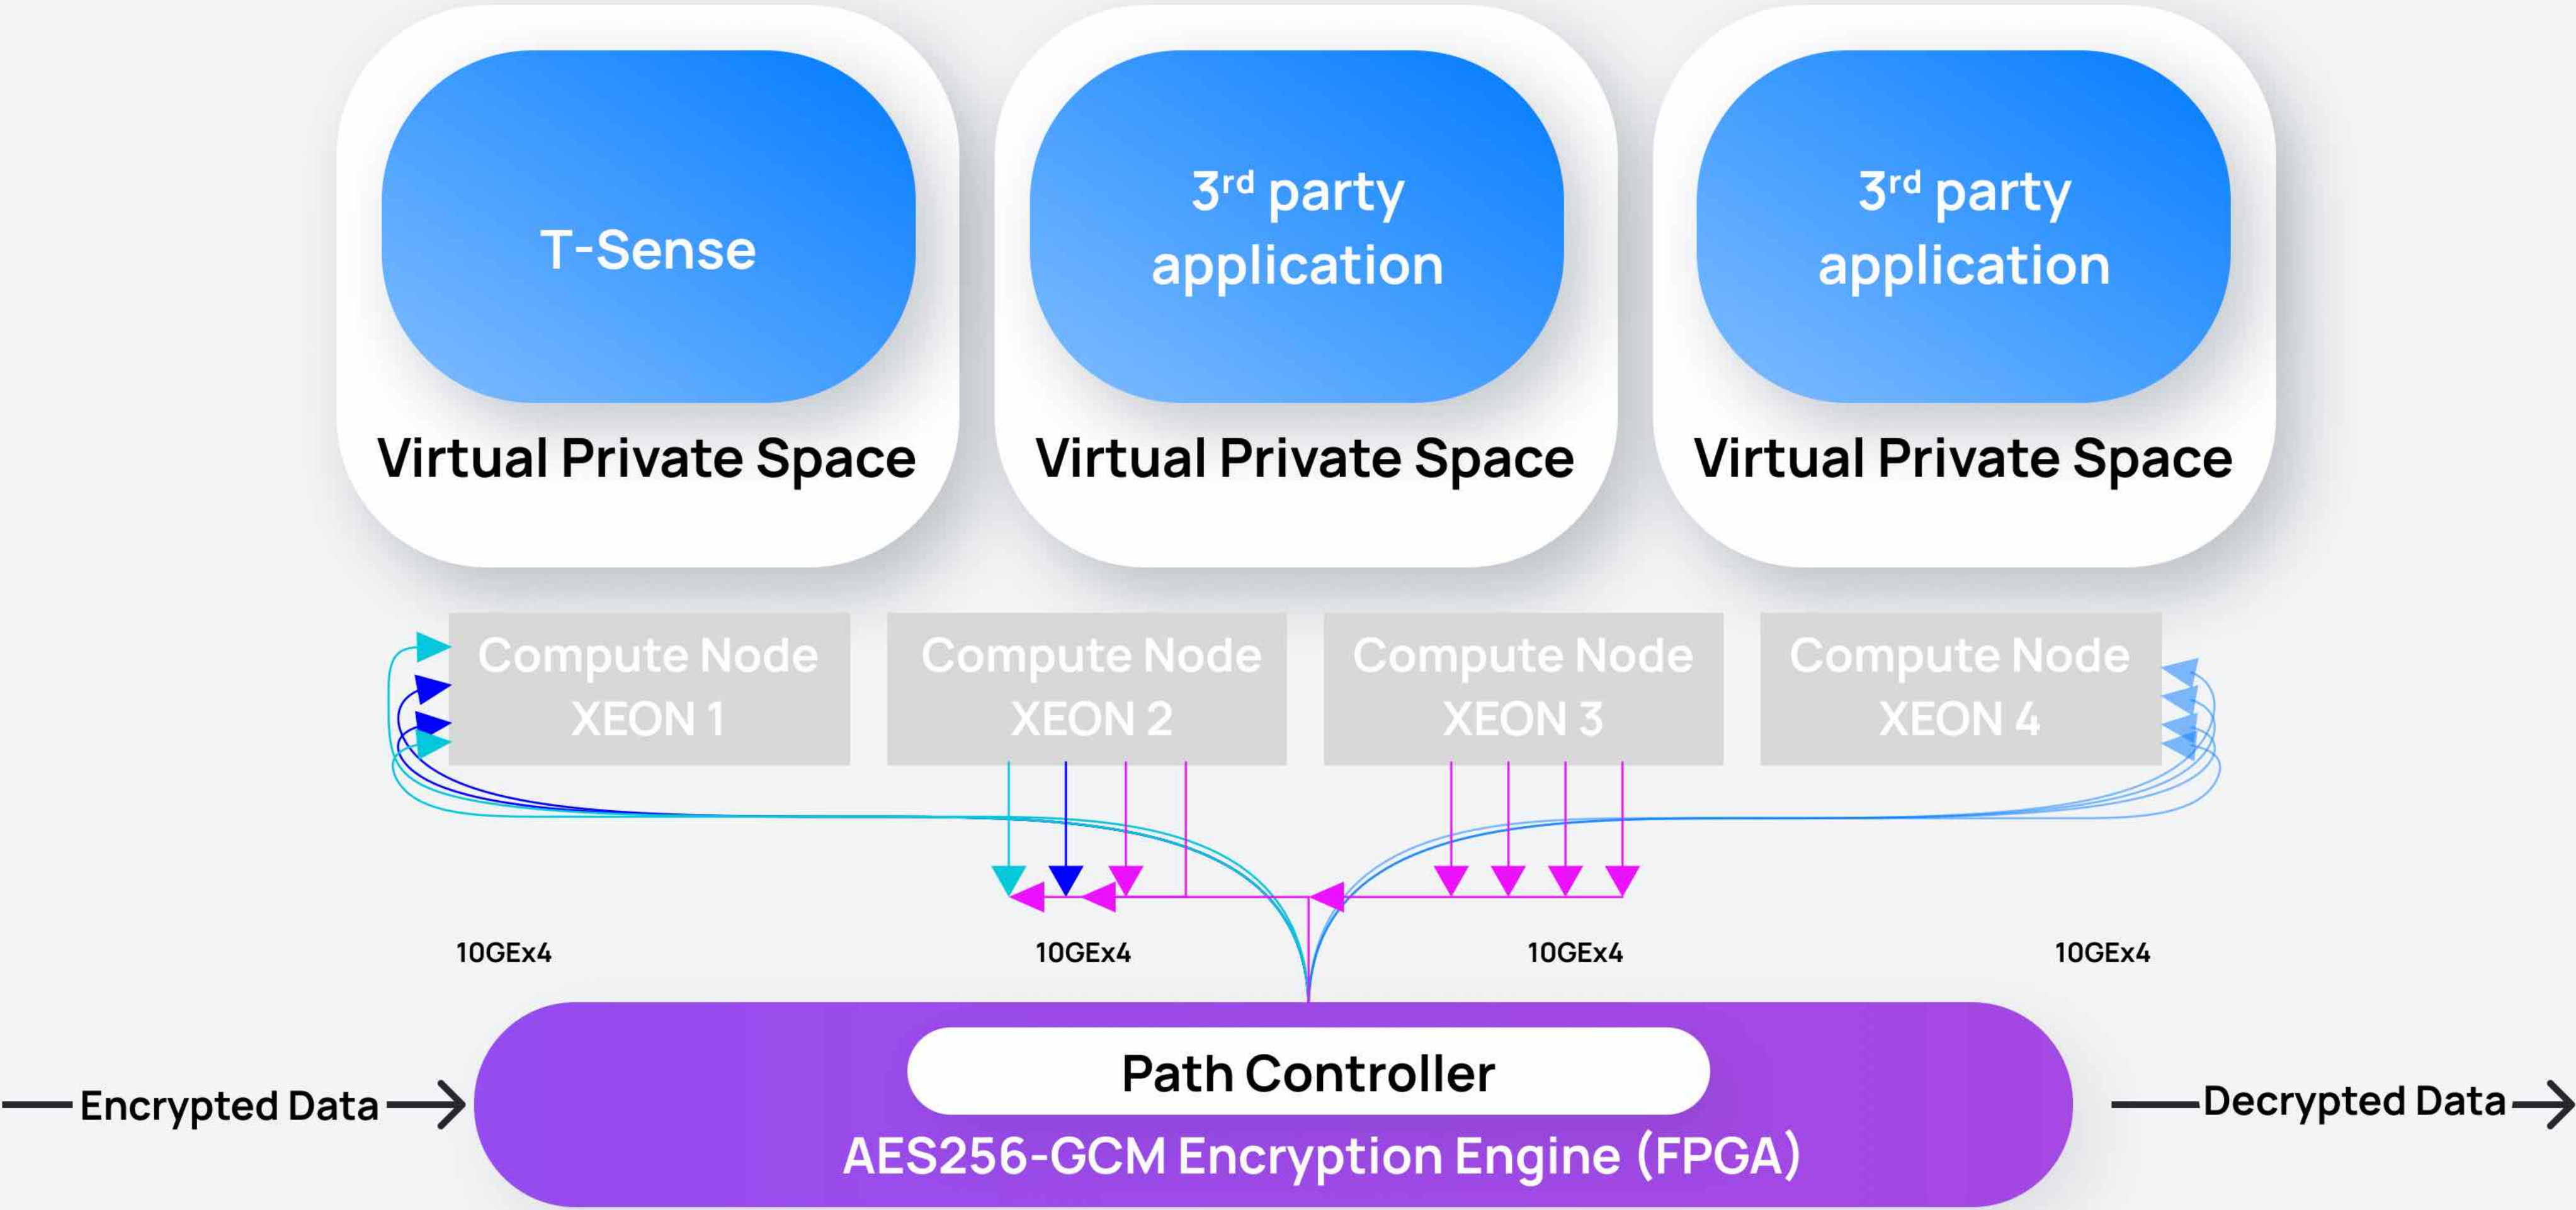 T-Sense
3rd party
application
3rd party
application
Virtual Private Space
Virtual Private Space
Virtual Private Space
Compute Node
XEON 1
Compute Node
XEON 2
Compute Node
XEON 3
Compute Node
XEON 4
10GEx4
10GEx4
10GEx4
10GEx4
Encrypted Data
Path Controller
AES256-GCM Encryption Engine (FPGA)
Decrypted Data